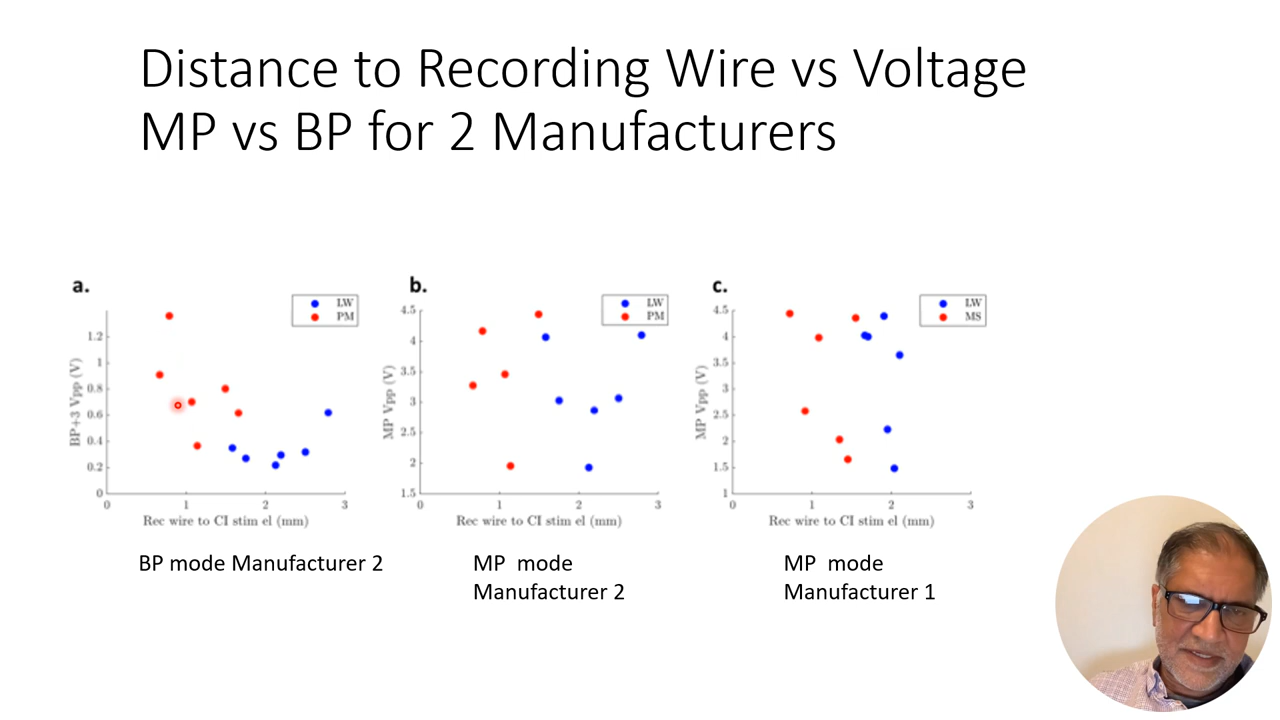 Distance to Recording Wire vs Voltage
MP vs BP for 2 Manufacturers
a.
LW
PM
BP+3 Vpp (V)
1.2
1
0.8
0.6
0.4
0.2
0
0 1 2 3
Rec wire to CI stim el (mm)
BP mode Manufacturer 2
b.
LW
PM
MP Vpp (V)
4.5
4
3.5
3
2.5
2
1.5
0 1 2 3
Rec wire to CI stim el (mm)
MP  mode
Manufacturer 2
c.
LW
MS
MP Vpp (V)
4.5
4
3.5
3
2.5
2
1.5
1
0 1 2 3
Rec wire to CI stim el (mm)
MP  mode
Manufacturer 1